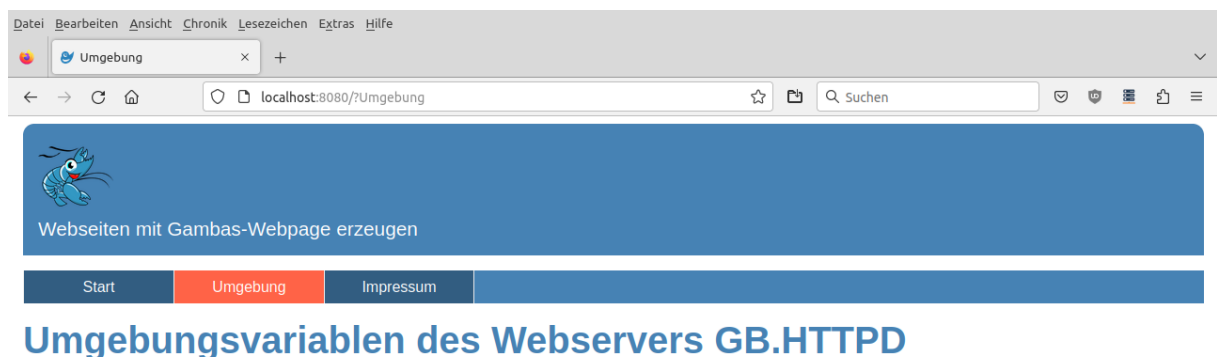 Datei Bearbeiten Ansicht Chronik Lesezeichen Extras Hilfe
Umgebung
localhost:8080/?Umgebung
Suchen
Webseiten mit Gambas-Webpage erzeugen
Start Umgebung Impressum
Umgebungsvariablen des Webservers GB.HTTPD